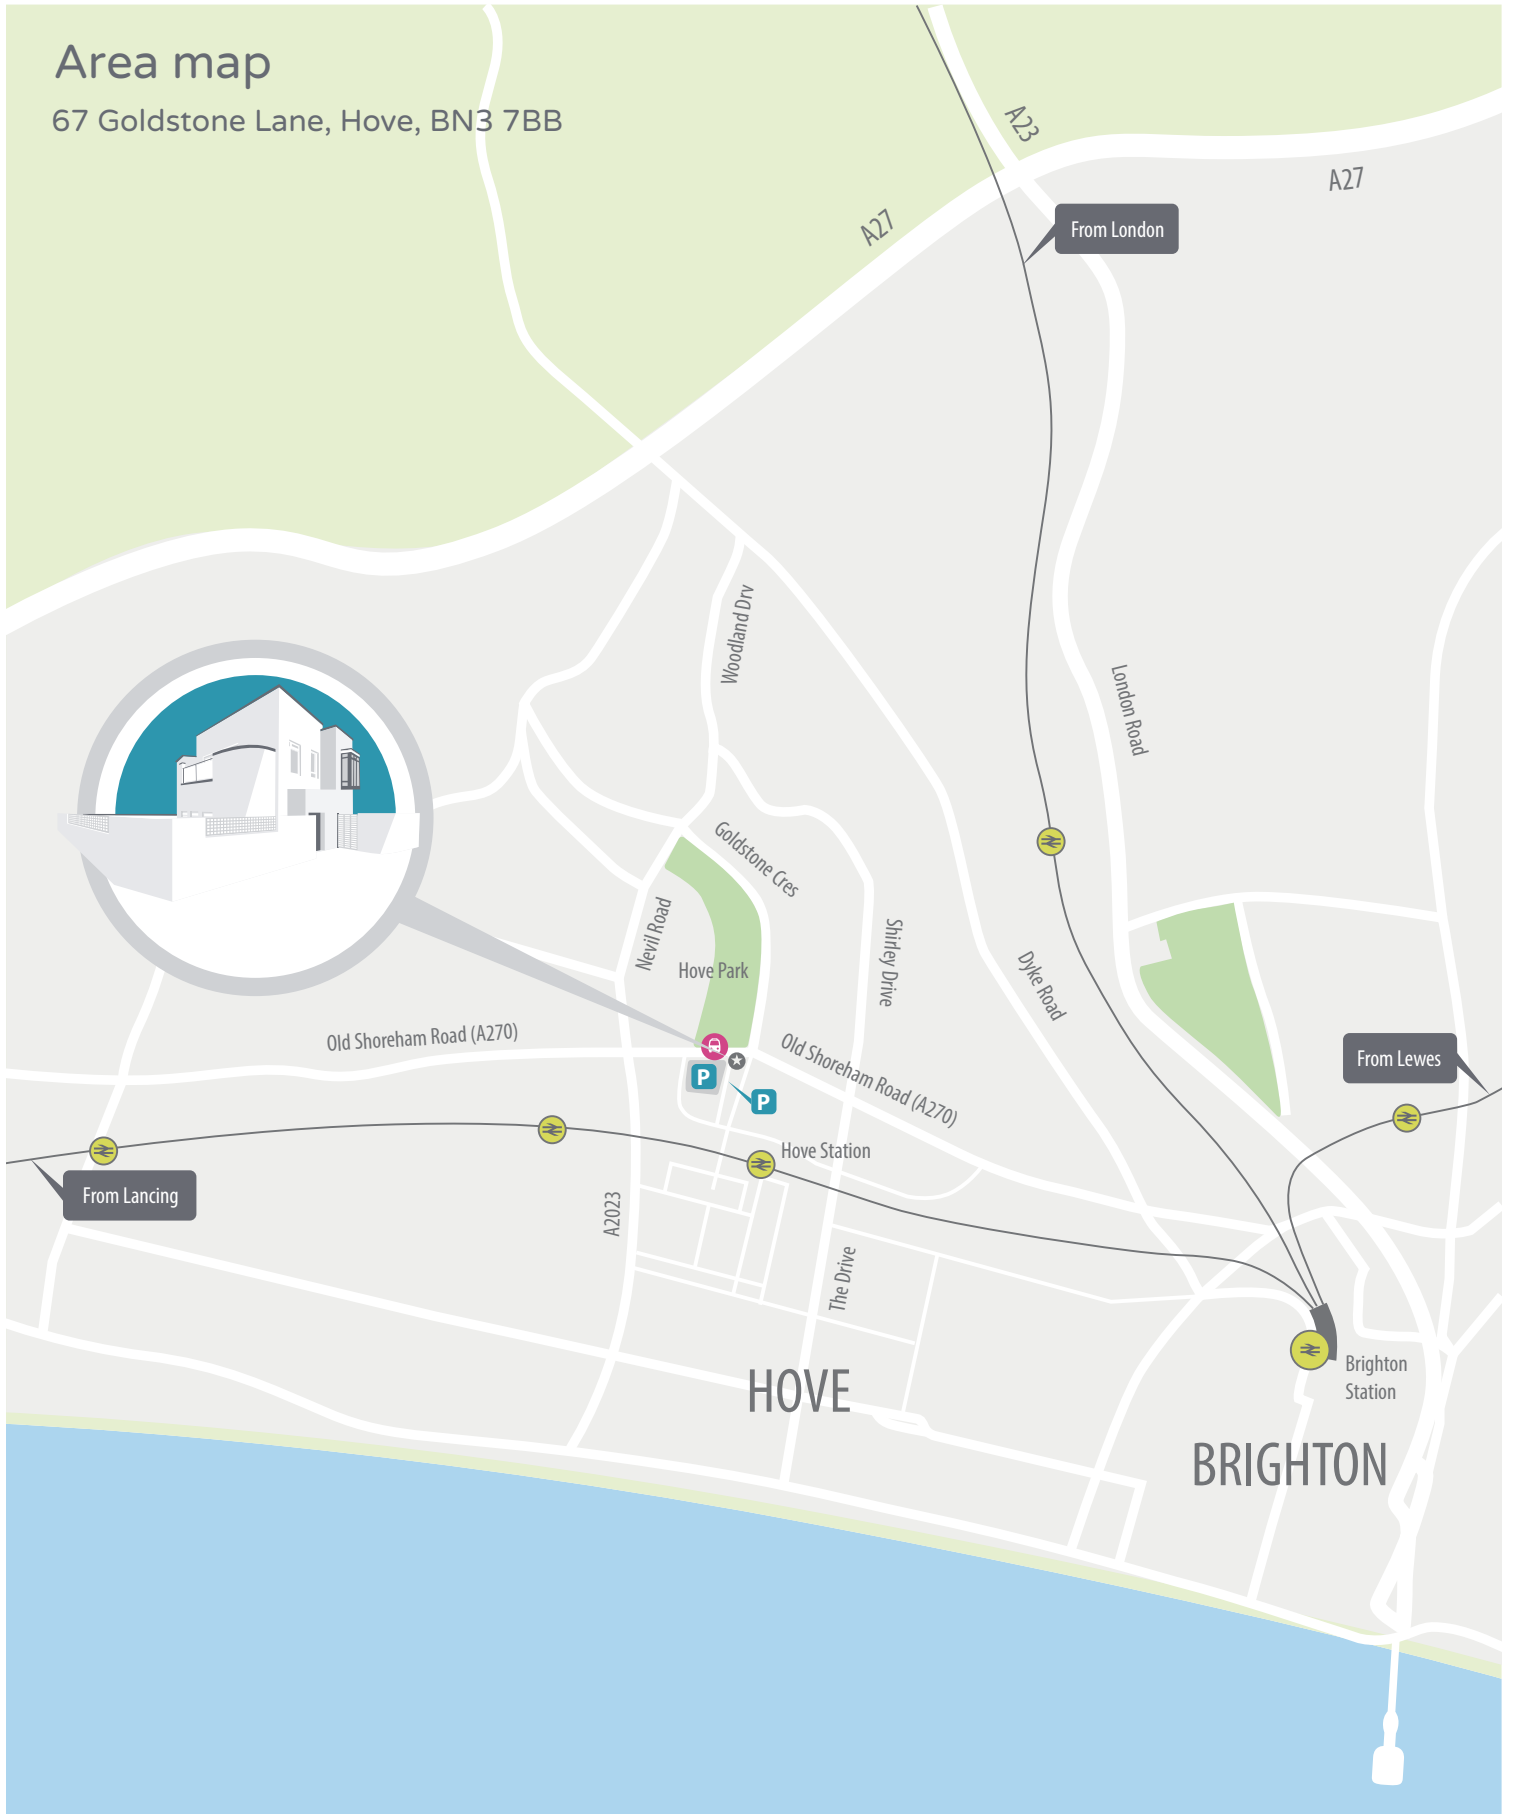 Area map
67 Goldstone Lane, Hove, BN3 7BB
A23
A27
A27
From London
Woodland Drv
London Road
Goldstone Cres
Nevil Road
Shirley Drive
Hove Park
Dyke Road
Old Shoreham Road (A270)
Old Shoreham Road (A270)
From Lewes
P
P
Hove Station
From Lancing
A2023
The Drive
HOVE
Brighton
Station
BRIGHTON